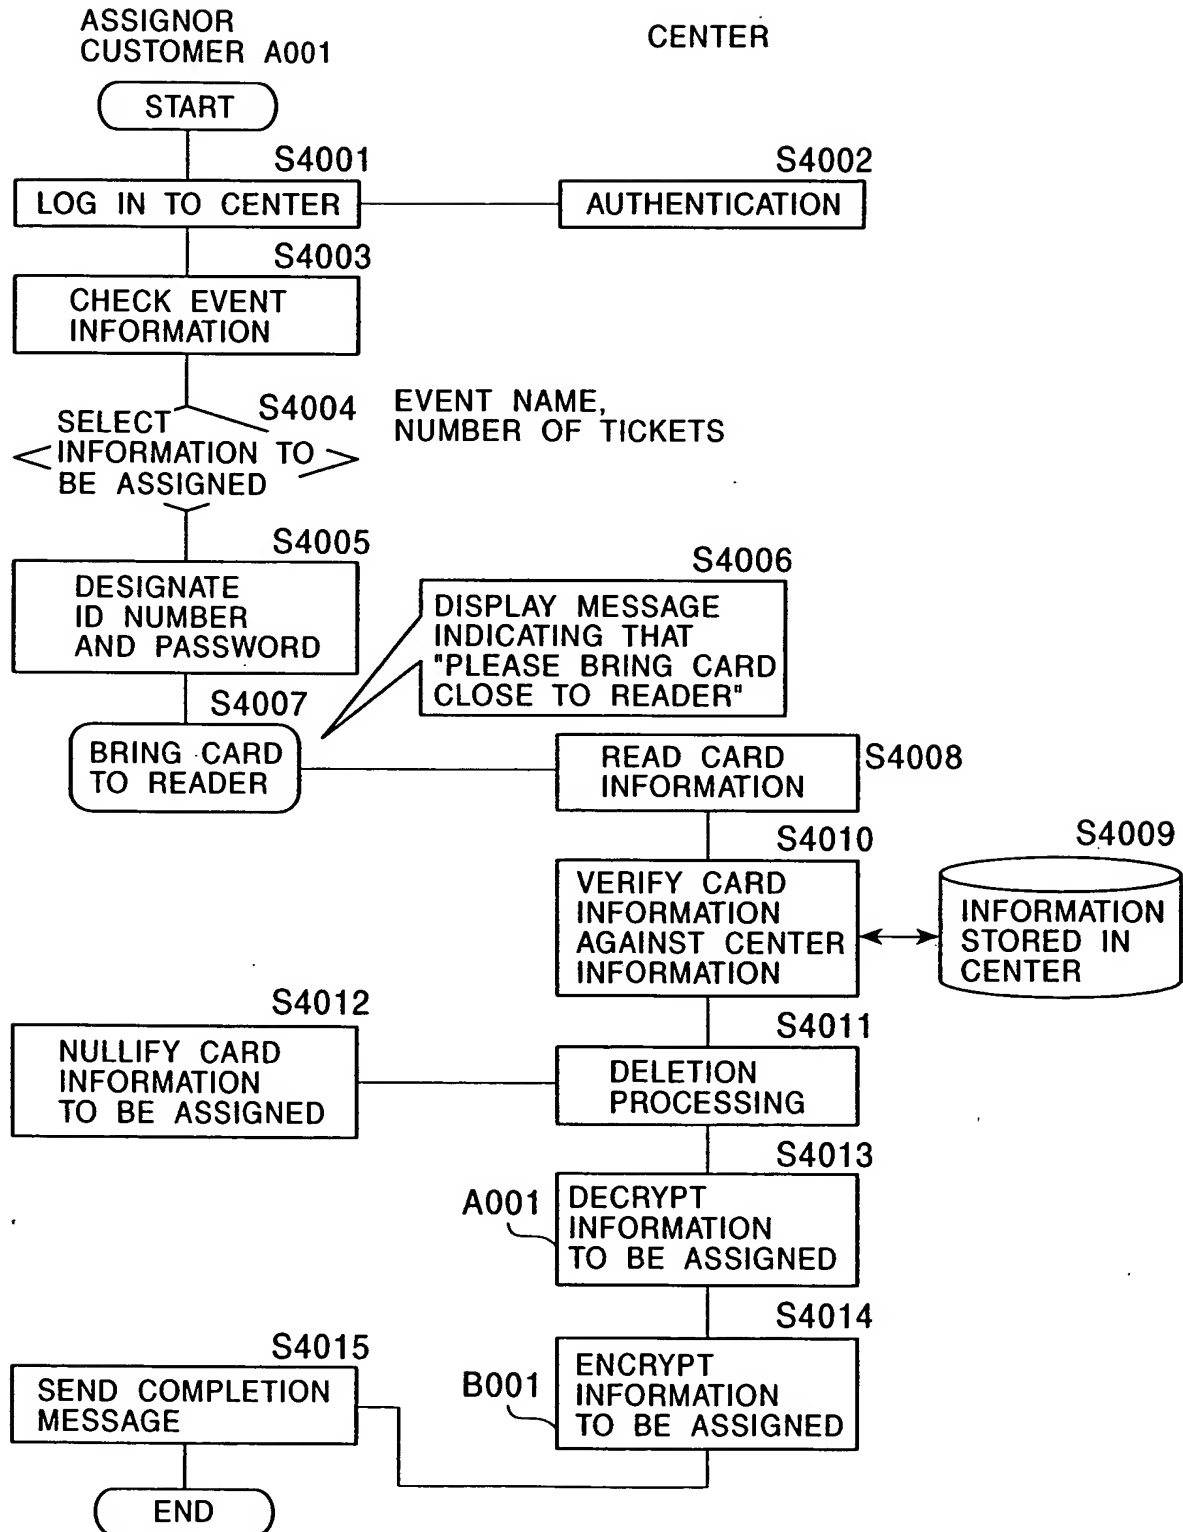 ASSIGNOR
CUSTOMER A001
CENTER
START
S4001
LOG IN TO CENTER
S4002
AUTHENTICATION
S4003
CHECK EVENT
INFORMATION
S4004
SELECT
INFORMATION TO
BE ASSIGNED
EVENT NAME,
NUMBER OF TICKETS
S4005
DESIGNATE
ID NUMBER
AND PASSWORD
S4006
DISPLAY MESSAGE
INDICATING THAT
"PLEASE BRING CARD
CLOSE TO READER"
S4007
BRING CARD
TO READER
READ CARD
INFORMATION
S4008
S4010
VERIFY CARD
INFORMATION
AGAINST CENTER
INFORMATION
S4009
INFORMATION
STORED IN
CENTER
S4012
NULLIFY CARD
INFORMATION
TO BE ASSIGNED
S4011
DELETION
PROCESSING
S4013
A001
DECRYPT
INFORMATION
TO BE ASSIGNED
S4014
B001
ENCRYPT
INFORMATION
TO BE ASSIGNED
S4015
SEND COMPLETION
MESSAGE
END